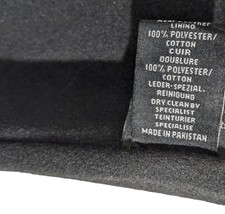 LINING
100% POLYESTER/
COTTON
CUIR
DOUBLURE
100% POLYESTER/
COTTON
LEDER-SPEZIAL.
REINIGUNG
DRY CLEAN BY
SPECIALIST
TEINTURIER
SPECIALISE
MADE IN PAKISTAN.